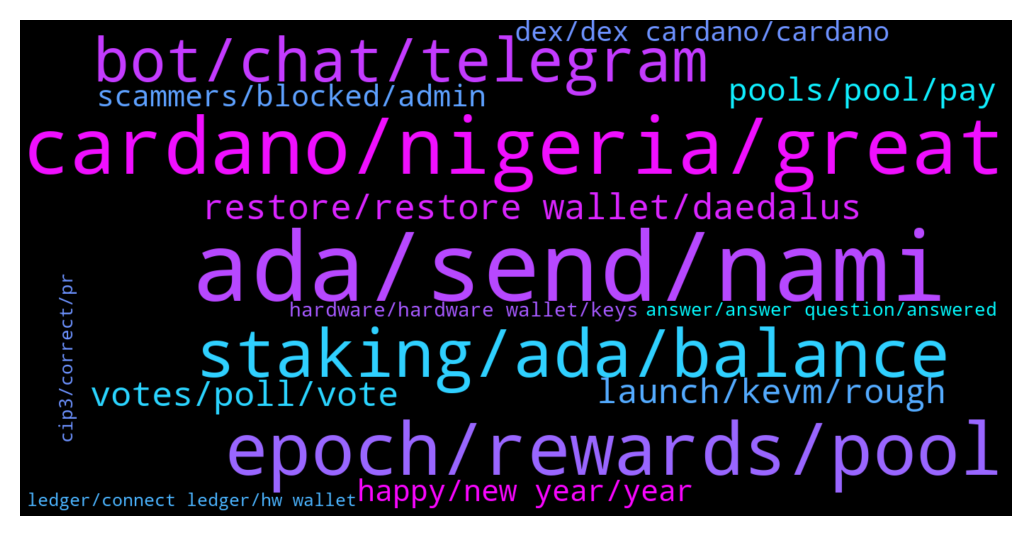 dex/dex cardano/cardano
bot/chat/telegram
scammers/blocked/admin
pools/pool/pay
cardano/nigeria/great
restore/restore wallet/daedalus
ada/send/nami
hardware/hardware wallet/keys
answer/answer question/answered
cip3/correct/pr
staking/ada/balance
votes/poll/vote
launch/kevm/rough
epoch/rewards/pool
ledger/connect ledger/hw wallet
happy/new year/year